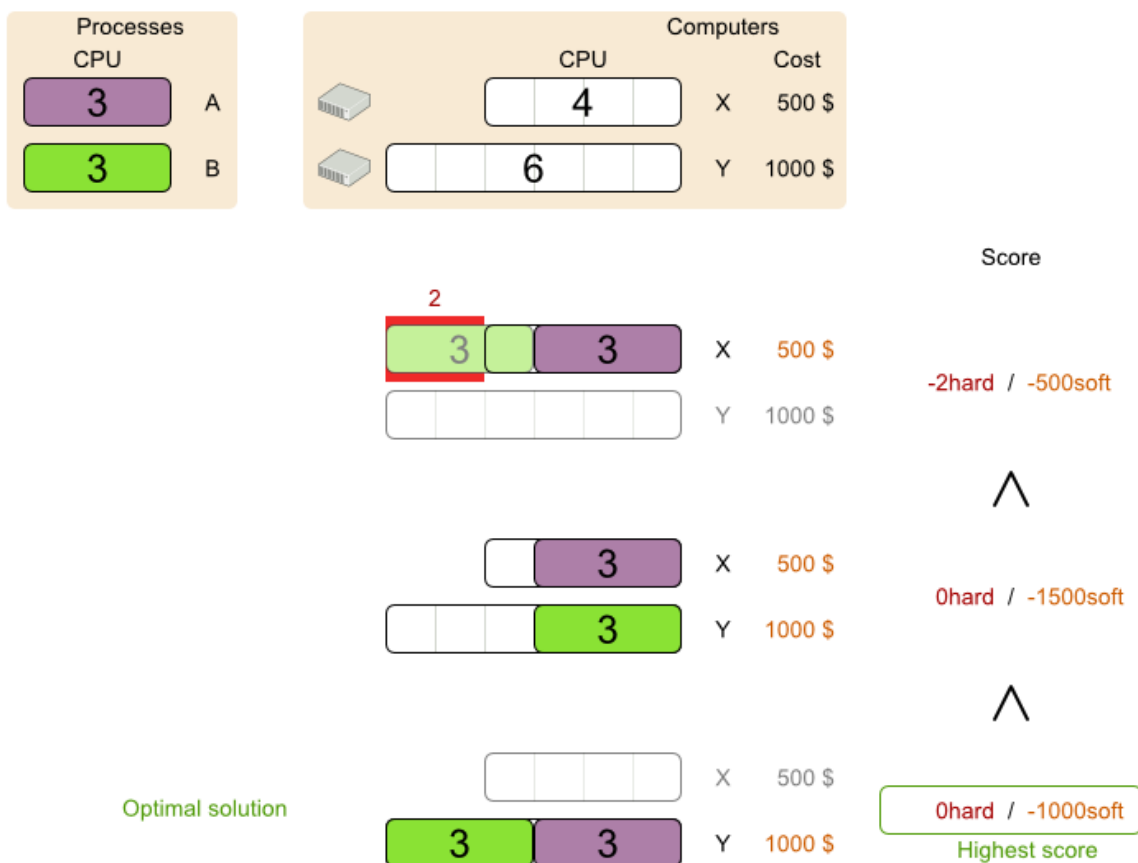 Processes
CPU
3 A
3 B
Computers
CPU Cost
4 X 500 $
6 Y 1000 $
Score
2
3 3 X 500 $
Y 1000 $
-2hard / -500soft
3 X 500 $
3 Y 1000 $
0hard / -1500soft
X 500 $
Optimal solution
3 3 Y 1000 $
0hard / -1000soft
Highest score